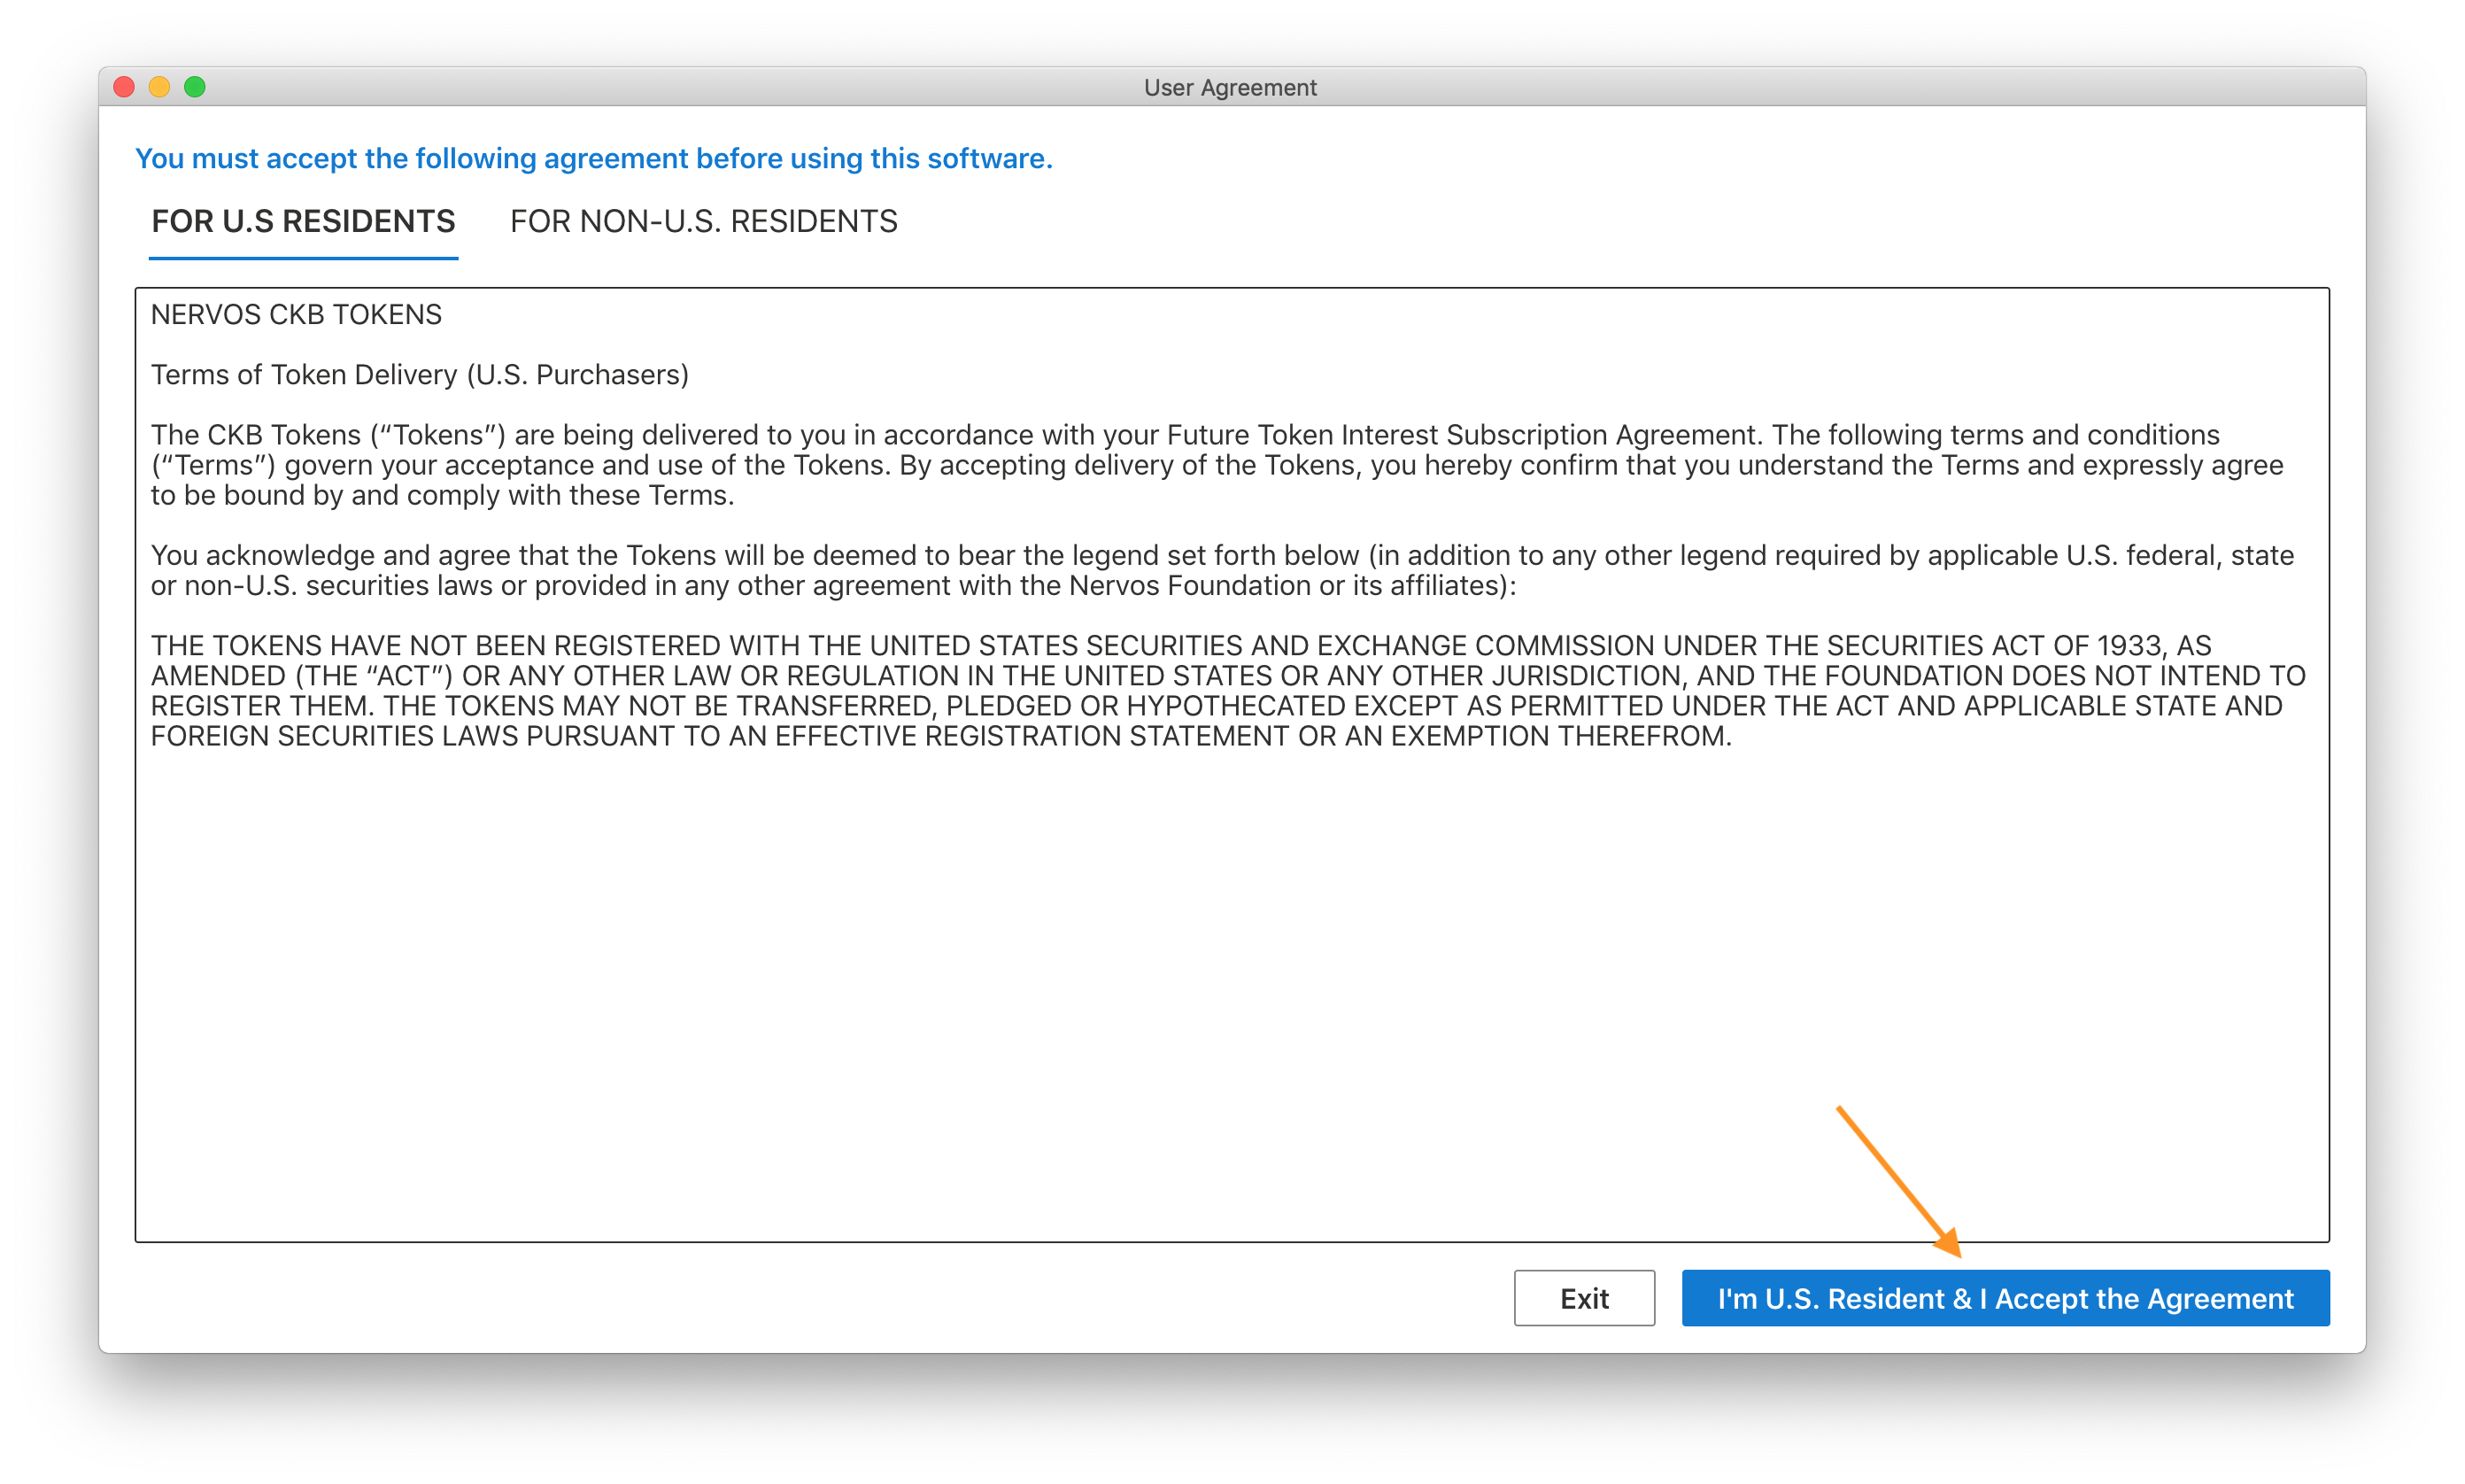 User Agreement
You must accept the following agreement before using this software.
FOR U.S RESIDENTS
FOR NON-U.S. RESIDENTS
NERVOS CKB TOKENS
Terms of Token Delivery (U.S. Purchasers)
The CKB Tokens (“Tokens”) are being delivered to you in accordance with your Future Token Interest Subscription Agreement. The following terms and conditions
(“Terms”) govern your acceptance and use of the Tokens. By accepting delivery of the Tokens, you hereby confirm that you understand the Terms and expressly agree
to be bound by and comply with these Terms.
You acknowledge and agree that the Tokens will be deemed to bear the legend set forth below (in addition to any other legend required by applicable U.S. federal, state
or non-U.S. securities laws or provided in any other agreement with the Nervos Foundation or its affiliates):
THE TOKENS HAVE NOT BEEN REGISTERED WITH THE UNITED STATES SECURITIES AND EXCHANGE COMMISSION UNDER THE SECURITIES ACT OF 1933, AS
AMENDED (THE “ACT”) OR ANY OTHER LAW OR REGULATION IN THE UNITED STATES OR ANY OTHER JURISDICTION, AND THE FOUNDATION DOES NOT INTEND TO
REGISTER THEM. THE TOKENS MAY NOT BE TRANSFERRED, PLEDGED OR HYPOTHECATED EXCEPT AS PERMITTED UNDER THE ACT AND APPLICABLE STATE AND
FOREIGN SECURITIES LAWS PURSUANT TO AN EFFECTIVE REGISTRATION STATEMENT OR AN EXEMPTION THEREFROM.
Exit
I'm U.S. Resident & I Accept the Agreement